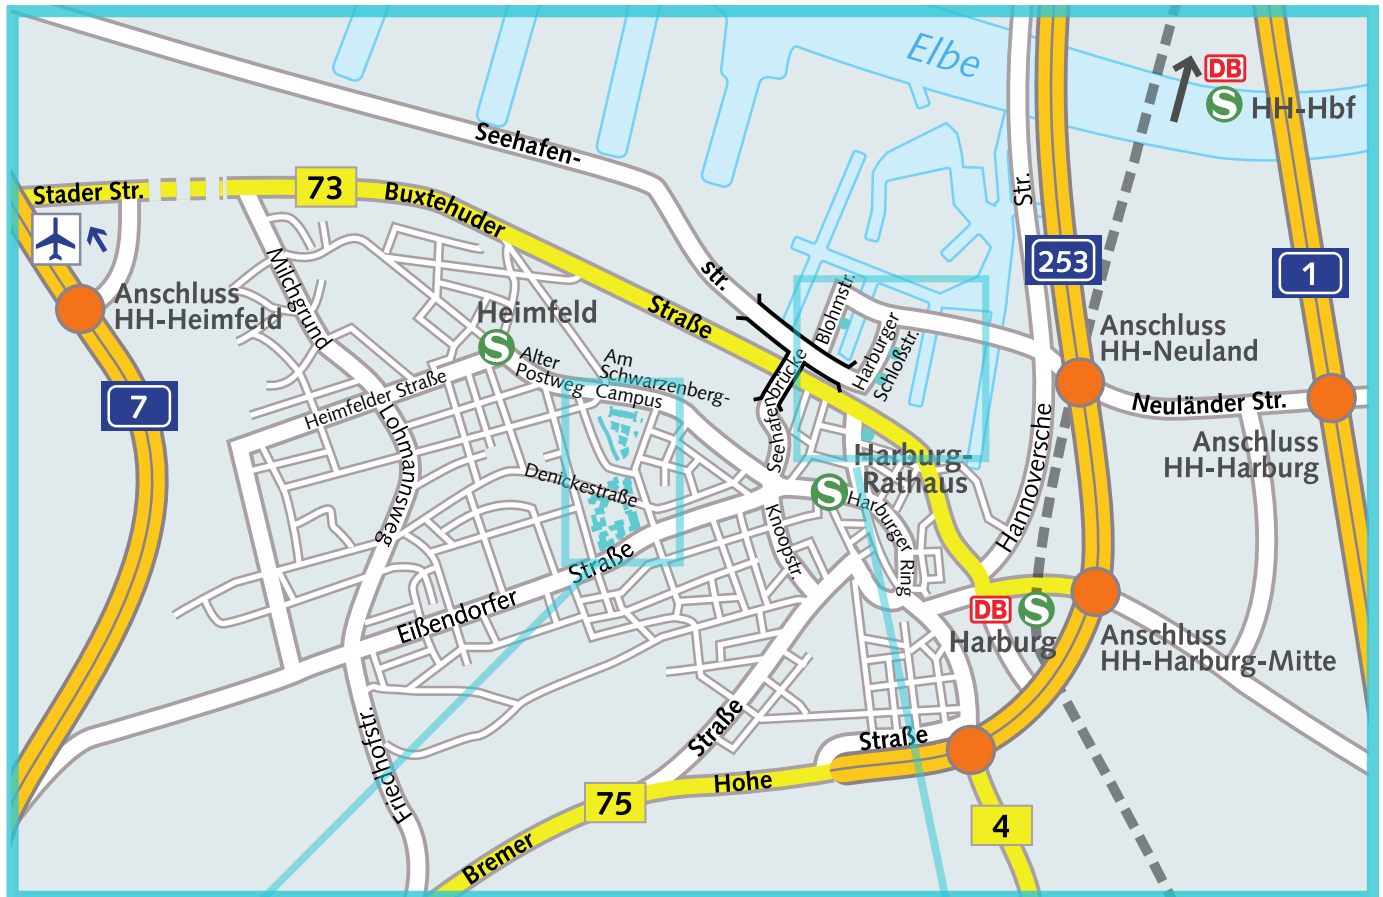 Elbe
DB
S HH-Hbf
Seehafen-
str.
Stader Str.
73
Buxtehuder
Straße
Str.
253
1
Milchgrund
Anschluss
HH-Heimfeld
Heimfeld
S
Alter
Postweg
Am
Schwarzenberg-
Campus
Blohmstr.
Harburger
Schloßstr.
Seehafenbrücke
Anschluss
HH-Neuland
7
Heimfelder Straße
Lohmannsweg
Neuländer Str.
Anschluss
HH-Harburg
Hannoversche
Denickestraße
Harburg-
Rathaus
S
Harburger
Ring
Knoopstr.
Eißendorfer
Straße
DB
S
Harburg
Anschluss
HH-Harburg-Mitte
Friedhofstr.
Straße
Straße
Hohe
75
4
Bremer